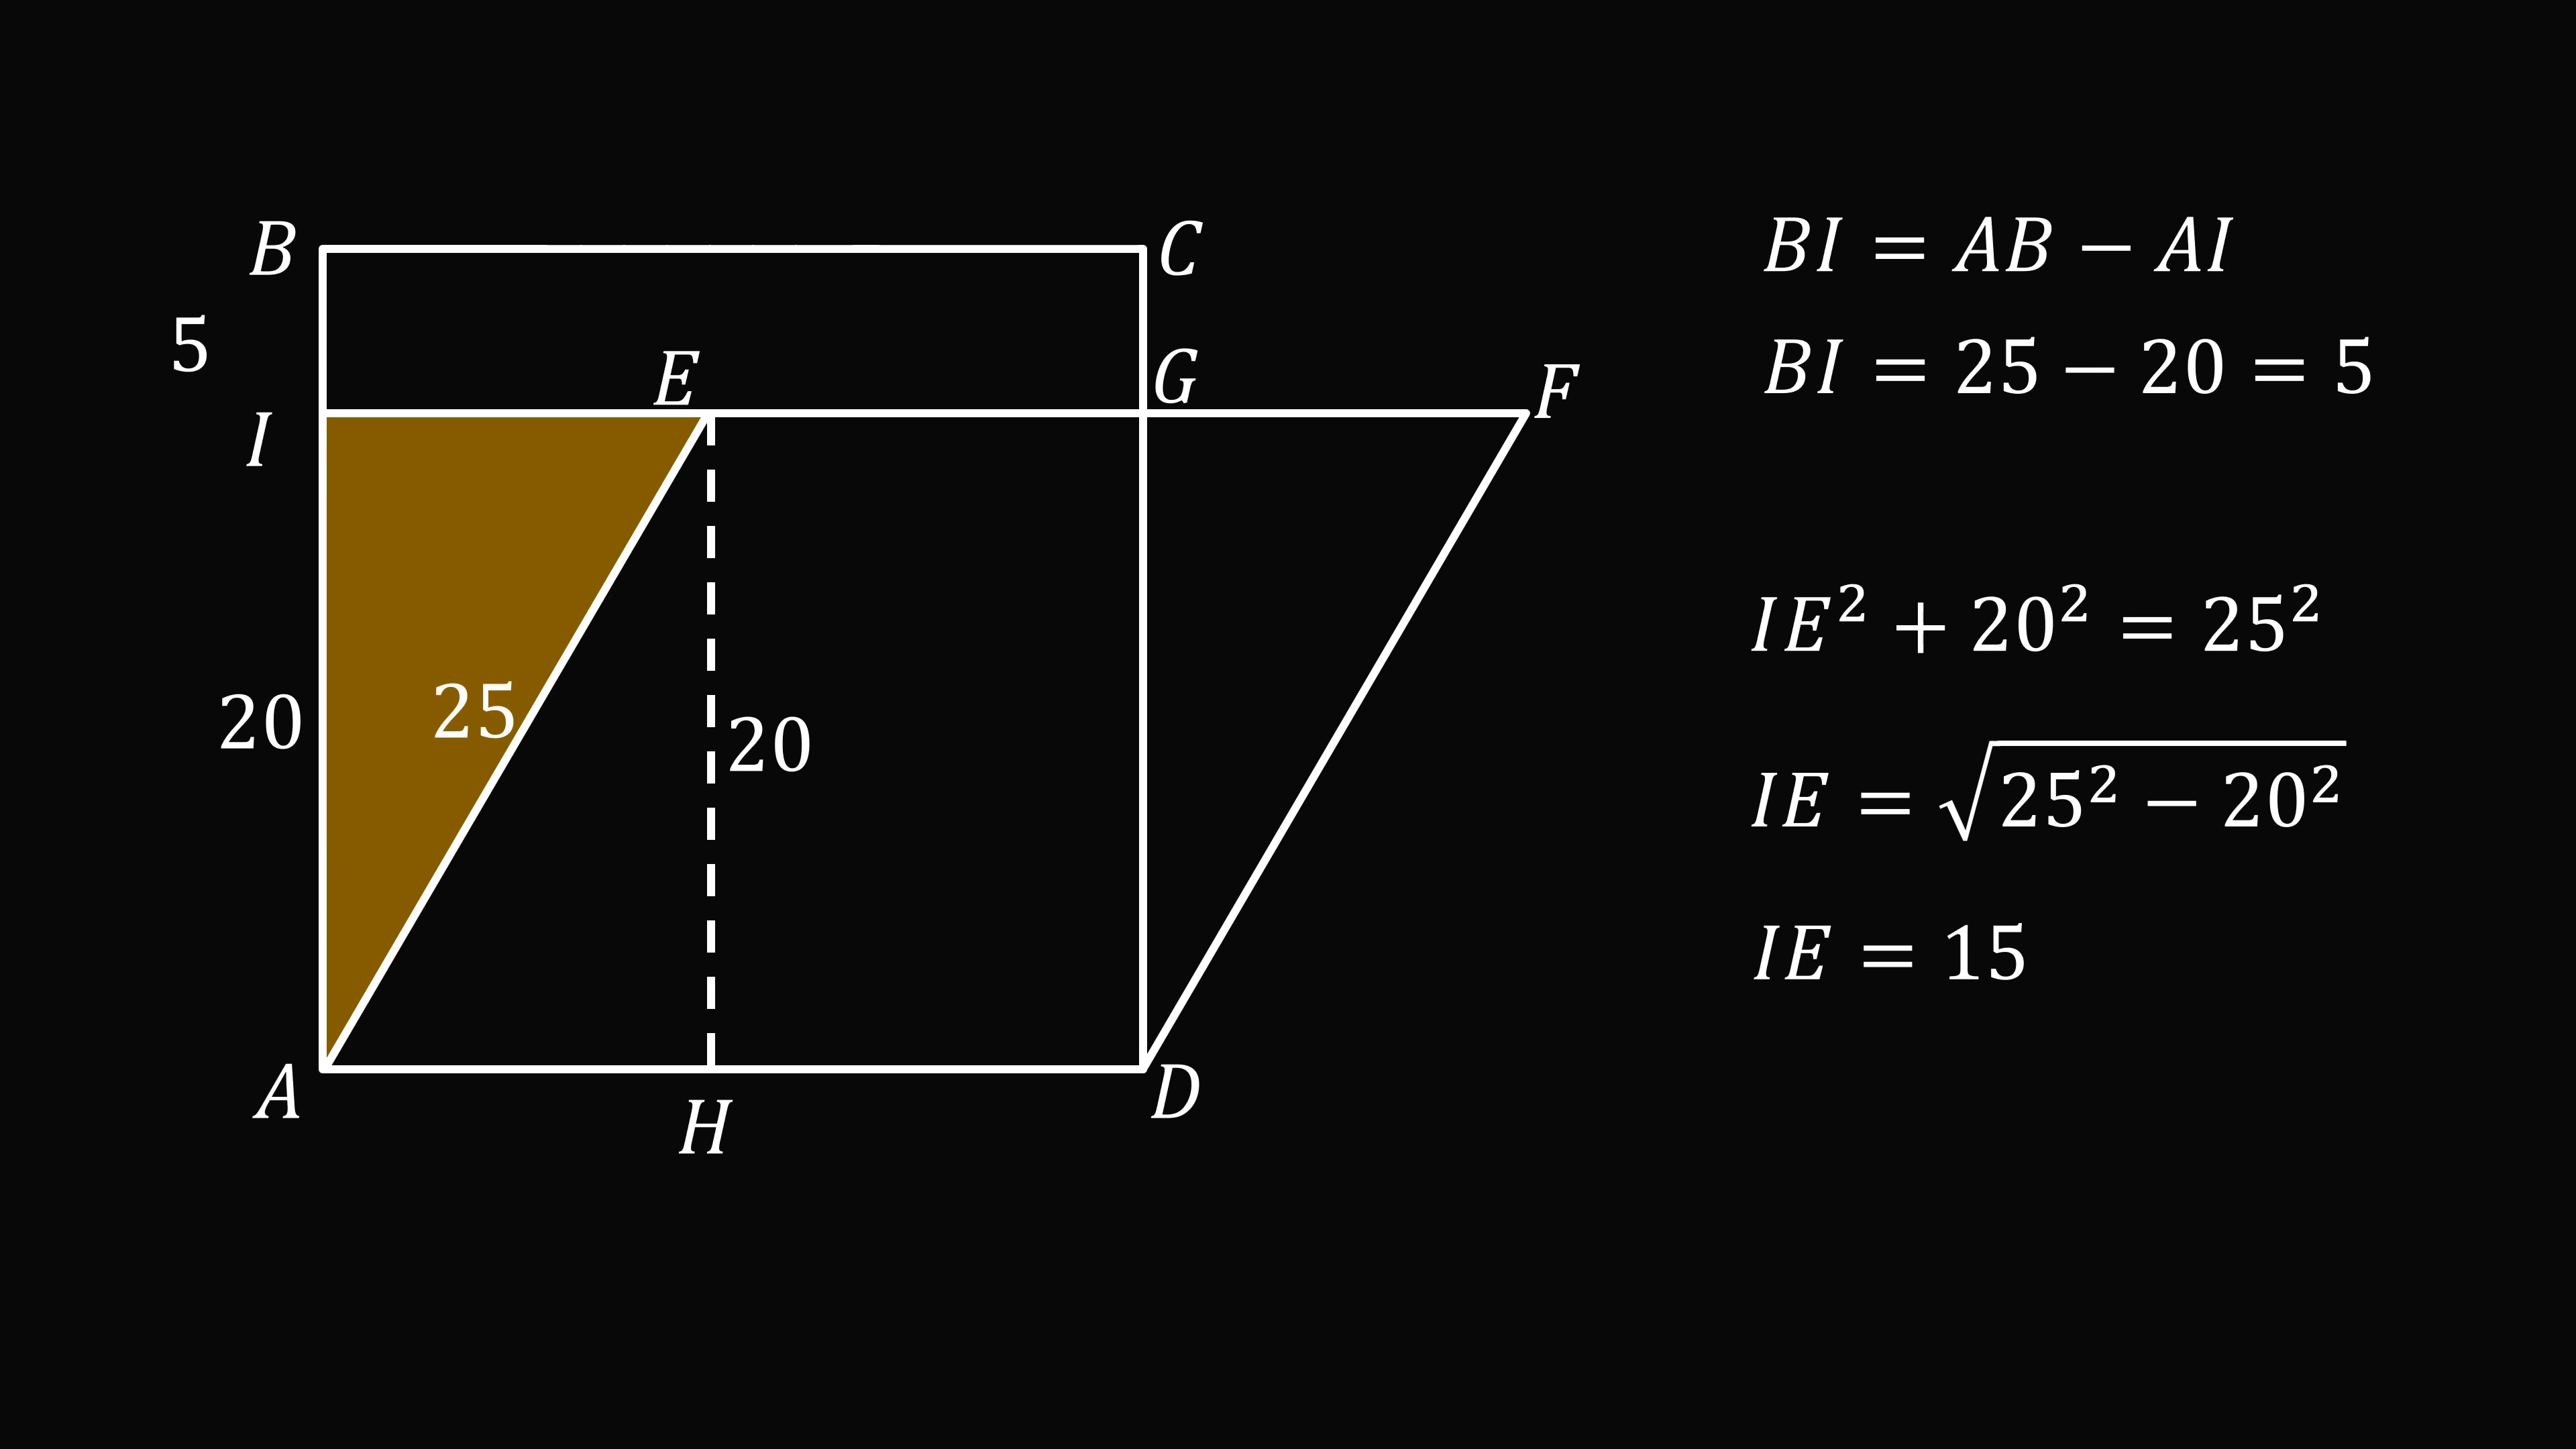 B
C
5
E
G
F
I
20
25
20
A
H
D
BI = AB − AI
BI = 25 − 20 = 5
IE² + 20² = 25²
IE = √(25² − 20²)
IE = 15